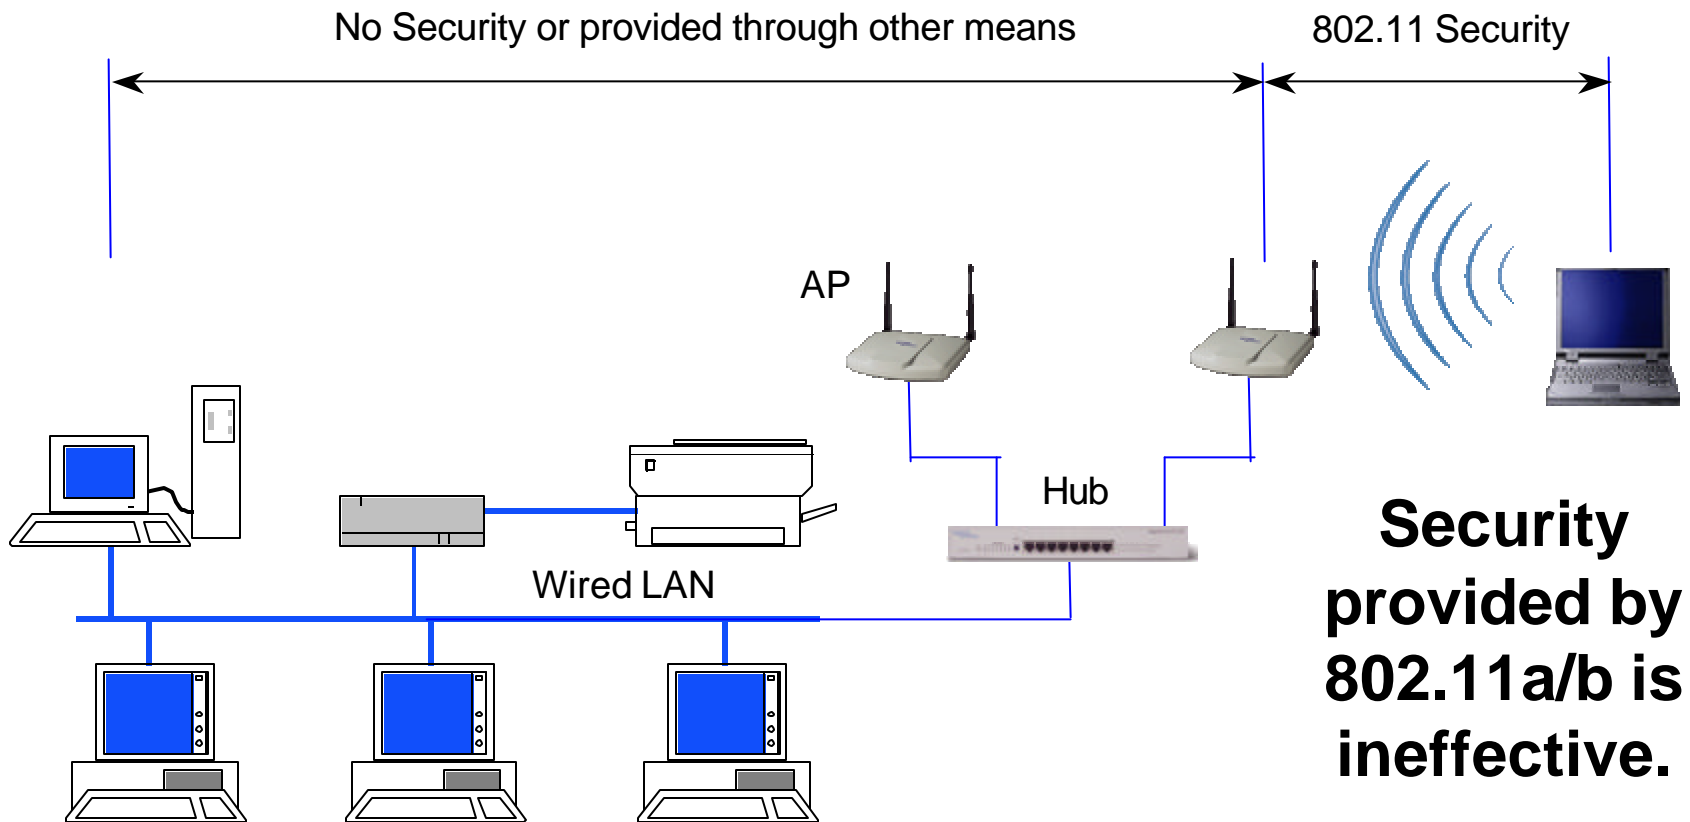 No Security or provided through other means
802.11 Security
AP
Hub
Wired LAN
Security
provided by
802.11a/b is
ineffective.